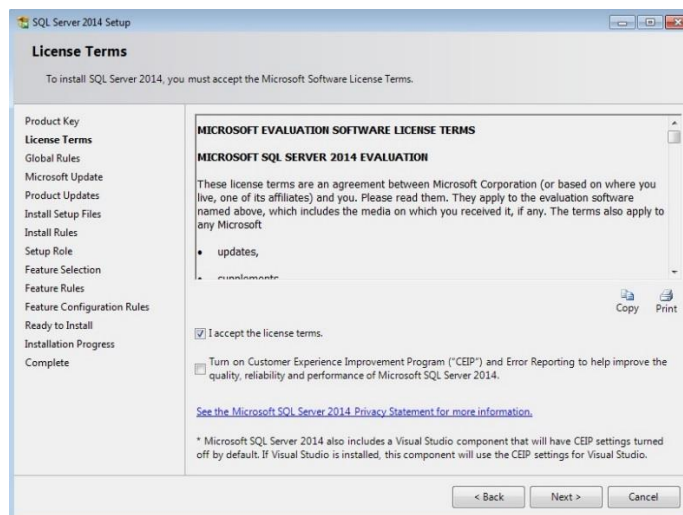 SQL Server 2014 Setup
License Terms
To install SQL Server 2014, you must accept the Microsoft Software License Terms.
Product Key
License Terms
Global Rules
Microsoft Update
Product Updates
Install Setup Files
Install Rules
Setup Role
Feature Selection
Feature Rules
Feature Configuration Rules
Ready to Install
Installation Progress
Complete
MICROSOFT EVALUATION SOFTWARE LICENSE TERMS
MICROSOFT SQL SERVER 2014 EVALUATION
These license terms are an agreement between Microsoft Corporation (or based on where you
live, one of its affiliates) and you. Please read them. They apply to the evaluation software
named above, which includes the media on which you received it, if any. The terms also apply to
any Microsoft
• updates,
• supplements
Copy Print
I accept the license terms.
Turn on Customer Experience Improvement Program ("CEIP") and Error Reporting to help improve the
quality, reliability and performance of Microsoft SQL Server 2014.
See the Microsoft SQL Server 2014 Privacy Statement for more information.
* Microsoft SQL Server 2014 also includes a Visual Studio component that will have CEIP settings turned
off by default. If Visual Studio is installed, this component will use the CEIP settings for Visual Studio.
< Back Next > Cancel